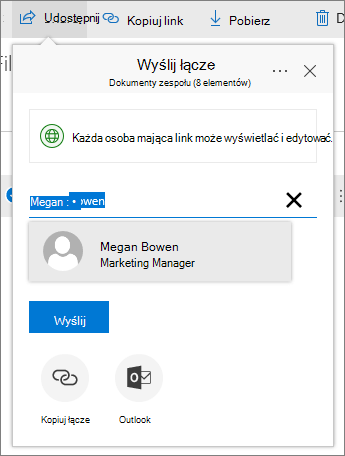 Udostępnij
Kopiuj link
Pobierz
Wyślij łącze
Dokumenty zespołu (8 elementów)
Każda osoba mająca link może wyświetlać i edytować.
Megan : • owen
Megan Bowen
Marketing Manager
Wyślij
Kopiuj łącze
Outlook